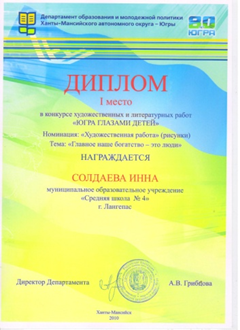 Департамент образования и молодежной политики
Ханты-Мансийского автономного округа – Югры
80
ЮГРА
ДИПЛОМ
I место
в конкурсе художественных и литературных работ
«ЮГРА ГЛАЗАМИ ДЕТЕЙ»
Номинация: «Художественная работа» (рисунки)
Тема: «Главное наше богатство – это люди»
НАГРАЖДАЕТСЯ
СОЛДАЕВА ИННА
муниципальное образовательное учреждение
«Средняя школа № 4»
г. Лангепас
Директор Департамента А.В. Грибцова
Ханты-Мансийск
2010